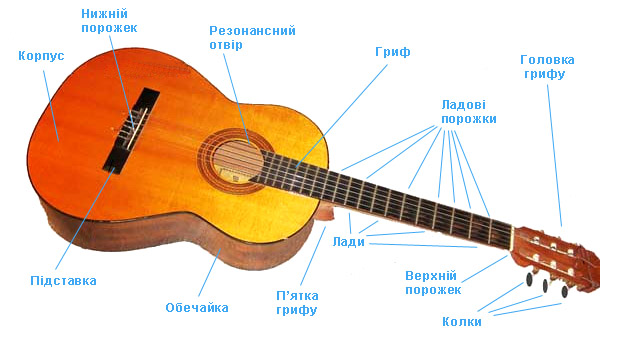 Нижній
порожек
Резонансний
отвір
Корпус
Гриф
Головка
грифу
Ладові
порожки
Лади
Верхній
порожек
Підставка
Обечайка
П'ятка
грифу
Колки